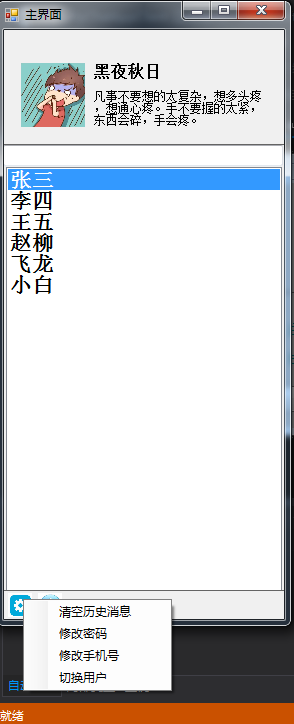 主界面
黑夜秋日
凡事不要想的太复杂，想多头疼
，想通心疼。手不要握的太紧，
东西会碎，手会疼。
张三
李四
王五
赵柳
飞龙
小白
清空历史消息
修改密码
修改手机号
切换用户
自
就绪